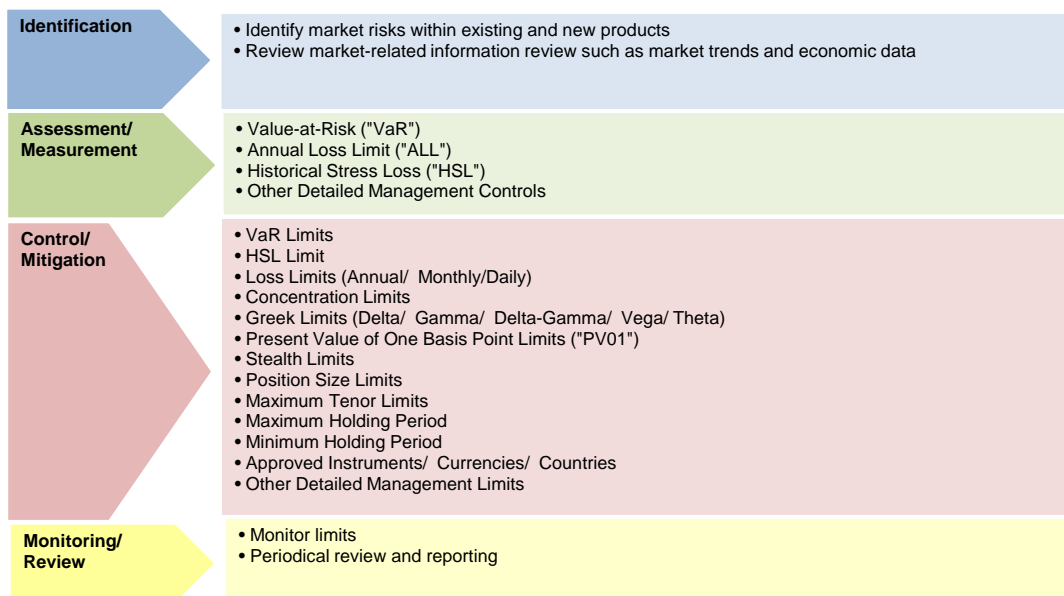 Identification
• Identify market risks within existing and new products
• Review market-related information review such as market trends and economic data
Assessment/
Measurement
• Value-at-Risk ("VaR")
• Annual Loss Limit ("ALL")
• Historical Stress Loss ("HSL")
• Other Detailed Management Controls
Control/
Mitigation
• VaR Limits
• HSL Limit
• Loss Limits (Annual/ Monthly/Daily)
• Concentration Limits
• Greek Limits (Delta/ Gamma/ Delta-Gamma/ Vega/ Theta)
• Present Value of One Basis Point Limits ("PV01")
• Stealth Limits
• Position Size Limits
• Maximum Tenor Limits
• Maximum Holding Period
• Minimum Holding Period
• Approved Instruments/ Currencies/ Countries
• Other Detailed Management Limits
Monitoring/
Review
• Monitor limits
• Periodical review and reporting